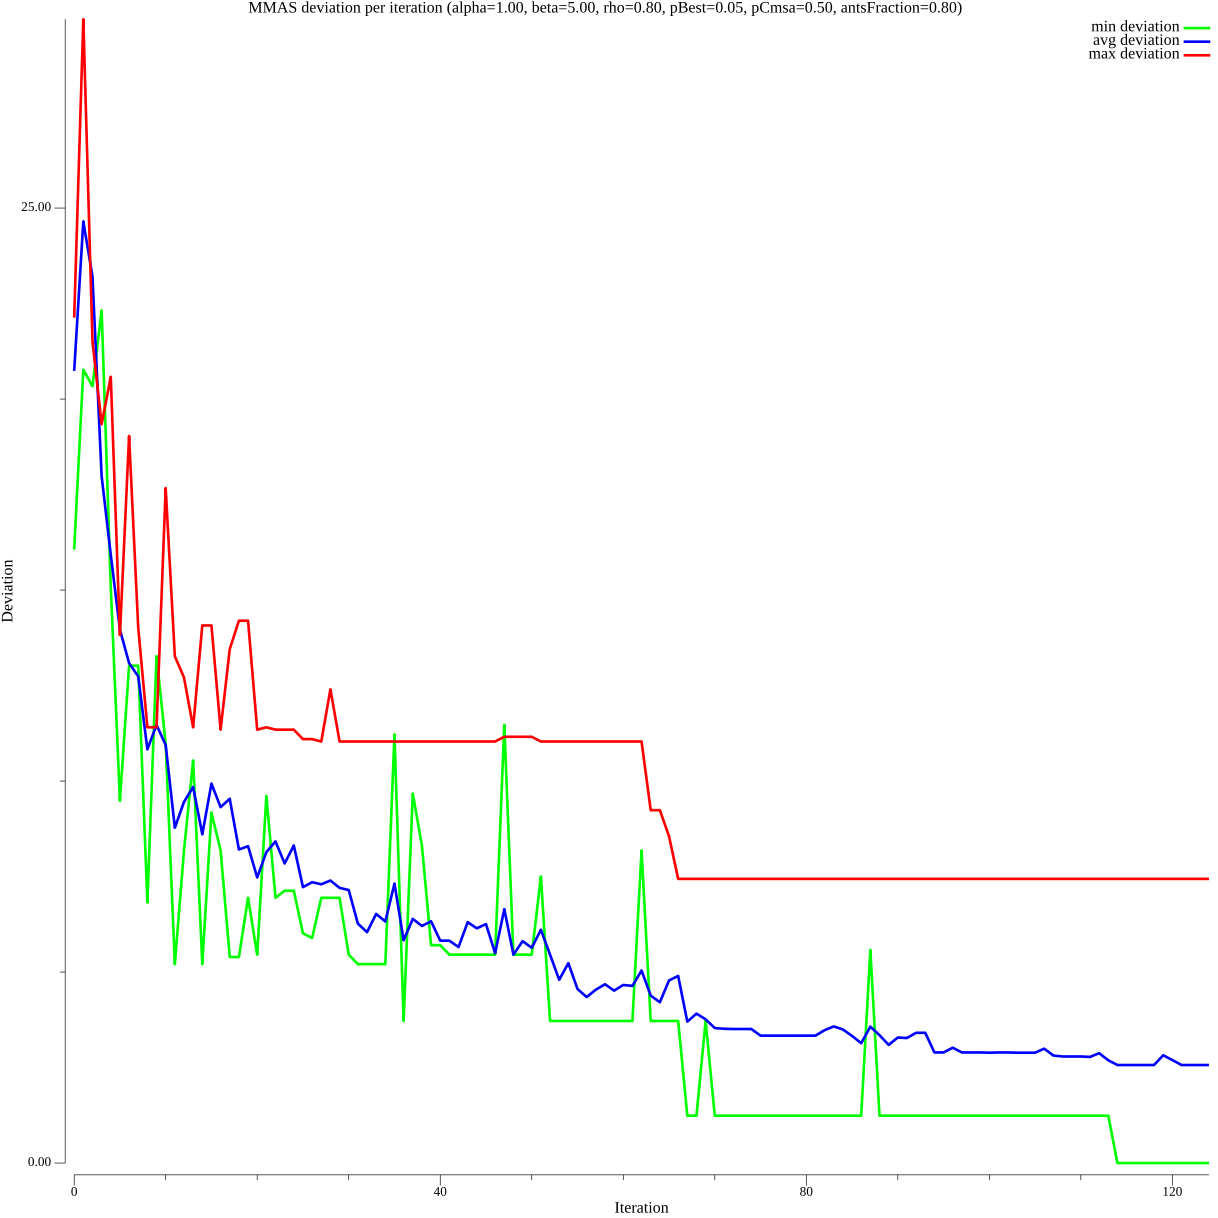 MMAS deviation per iteration (alpha=1.00, beta=5.00, rho=0.80, pBest=0.05, pCmsa=0.50, antsFraction=0.80)
min deviation
avg deviation
max deviation
25.00
Deviation
0.00
0
40
80
120
Iteration